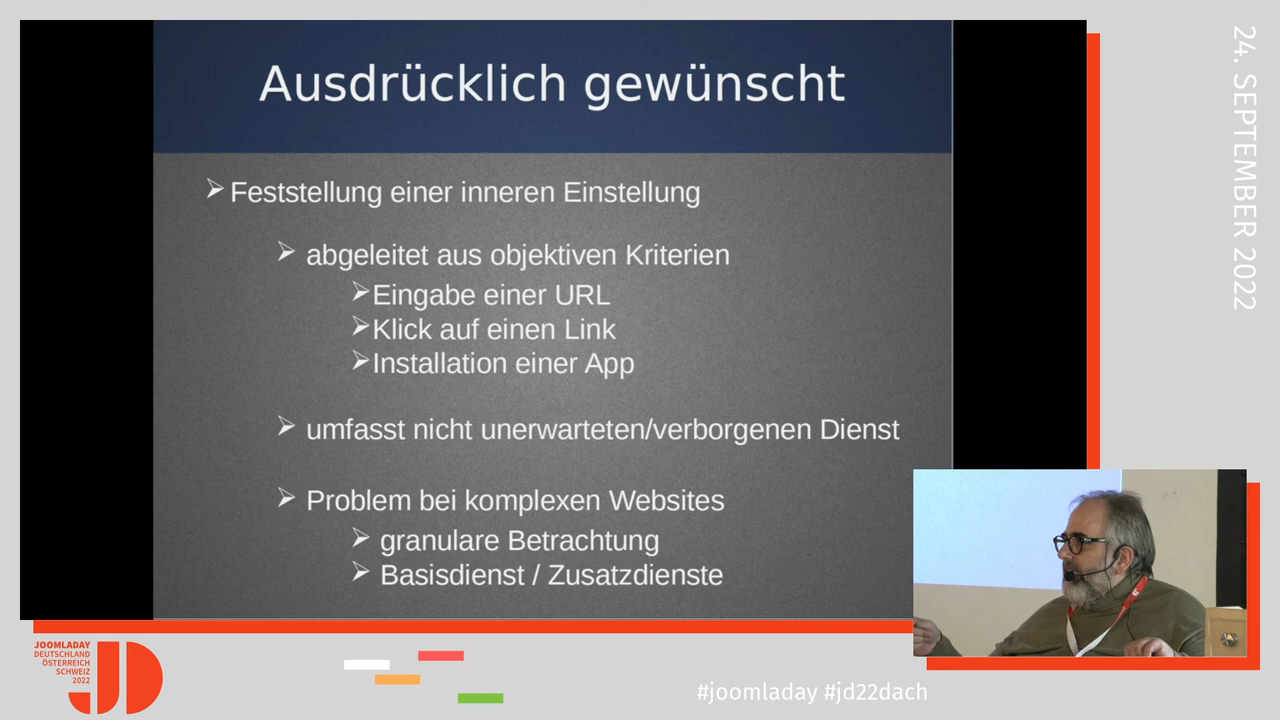 Ausdrücklich gewünscht
Feststellung einer inneren Einstellung
abgeleitet aus objektiven Kriterien
Eingabe einer URL
Klick auf einen Link
Installation einer App
umfasst nicht unerwarteten/verborgenen Dienst
Problem bei komplexen Websites
granulare Betrachtung
Basisdienst / Zusatzdienste
24. SEPTEMBER 2022
JOOMLADAY
DEUTSCHLAND
ÖSTERREICH
SCHWEIZ
2022
JD
#joomladay #jd22dach